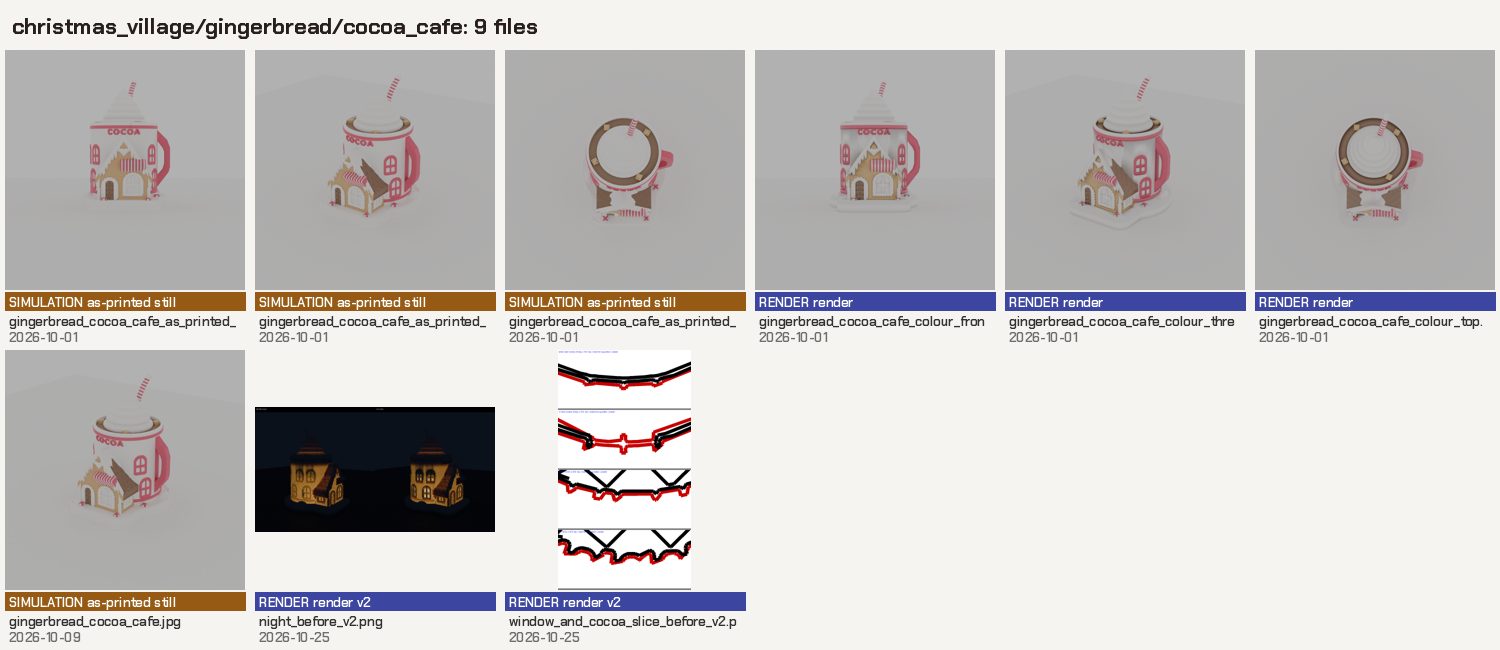 christmas_village/gingerbread/cocoa_cafe: 9 files
COCOA
COCOA
COCOA
COCOA
SIMULATION as-printed still
SIMULATION as-printed still
SIMULATION as-printed still
RENDER render
RENDER render
RENDER render
gingerbread_cocoa_cafe_as_printed_
gingerbread_cocoa_cafe_as_printed_
gingerbread_cocoa_cafe_as_printed_
gingerbread_cocoa_cafe_colour_fron
gingerbread_cocoa_cafe_colour_thre
gingerbread_cocoa_cafe_colour_top.
2026-10-01
2026-10-01
2026-10-01
2026-10-01
2026-10-01
2026-10-01
COCOA
SIMULATION as-printed still
RENDER render v2
RENDER render v2
gingerbread_cocoa_cafe.jpg
night_before_v2.png
window_and_cocoa_slice_before_v2.p
2026-10-09
2026-10-25
2026-10-25